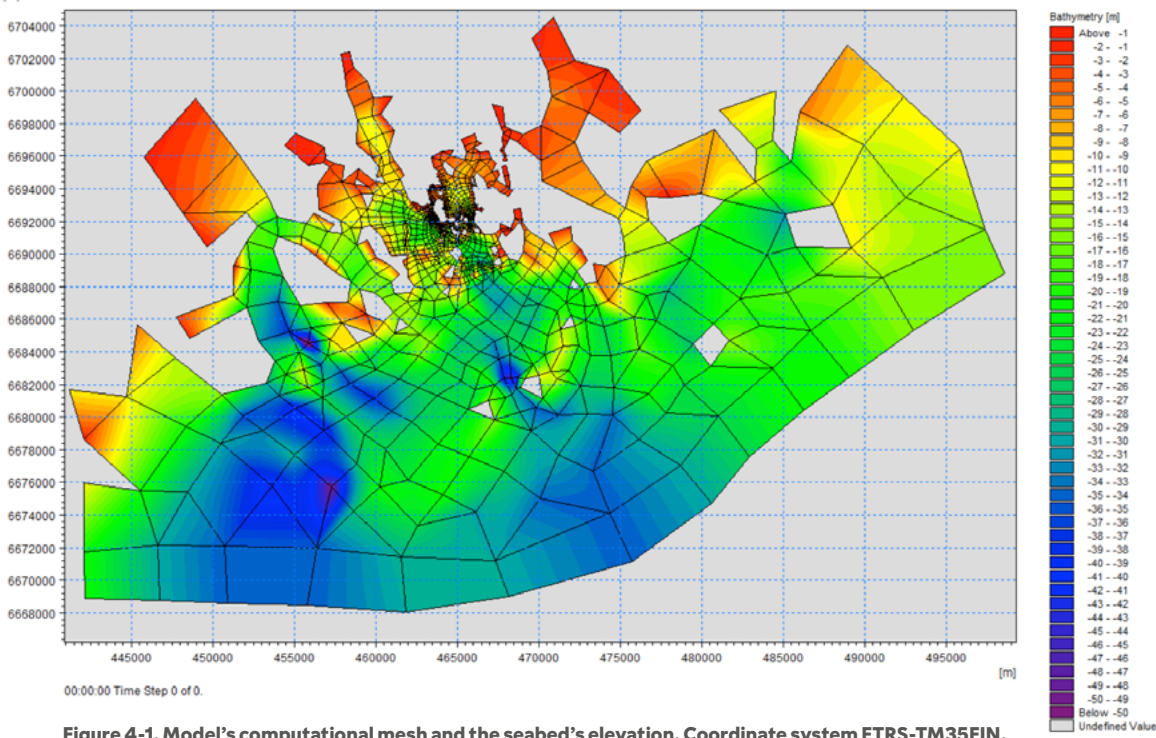 Bathymetry [m]
Above -1
-2 - -1
-3 - -2
-4 - -3
-5 - -4
-6 - -5
-7 - -6
-8 - -7
-9 - -8
-10 - -9
-11 - -10
-12 - -11
-13 - -12
-14 - -13
-15 - -14
-16 - -15
-17 - -16
-18 - -17
-19 - -18
-20 - -19
-21 - -20
-22 - -21
-23 - -22
-24 - -23
-25 - -24
-26 - -25
-27 - -26
-28 - -27
-29 - -28
-30 - -29
-31 - -30
-32 - -31
-33 - -32
-34 - -33
-35 - -34
-36 - -35
-37 - -36
-38 - -37
-39 - -38
-40 - -39
-41 - -40
-42 - -41
-43 - -42
-44 - -43
-45 - -44
-46 - -45
-47 - -46
-48 - -47
-49 - -48
-50 - -49
Below -50
Undefined Value
6704000
6702000
6700000
6698000
6696000
6694000
6692000
6690000
6688000
6686000
6684000
6682000
6680000
6678000
6676000
6674000
6672000
6670000
6668000
445000 450000 455000 460000 465000 470000 475000 480000 485000 490000 495000
[m]
00:00:00 Time Step 0 of 0.
Figure 4-1. Model's computational mesh and the seabed's elevation. Coordinate system ETRS-TM35FIN.